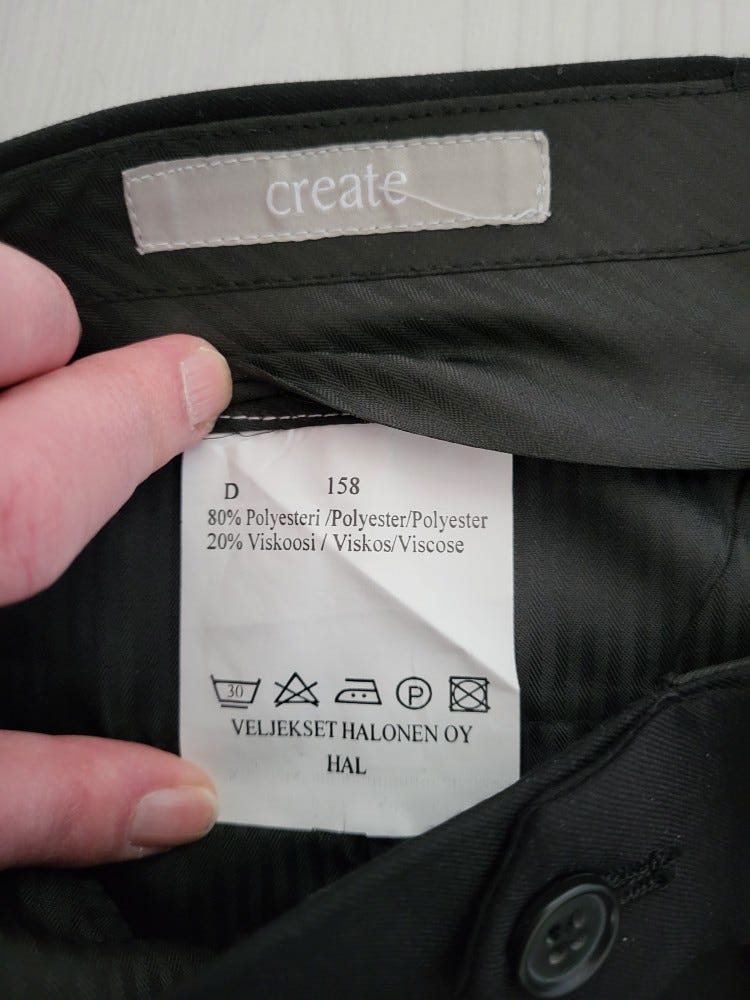 create
D 158
80% Polyesteri /Polyester/Polyester
20% Viskoosi / Viskos/Viscose
30 P
VELJEKSET HALONEN OY
HAL